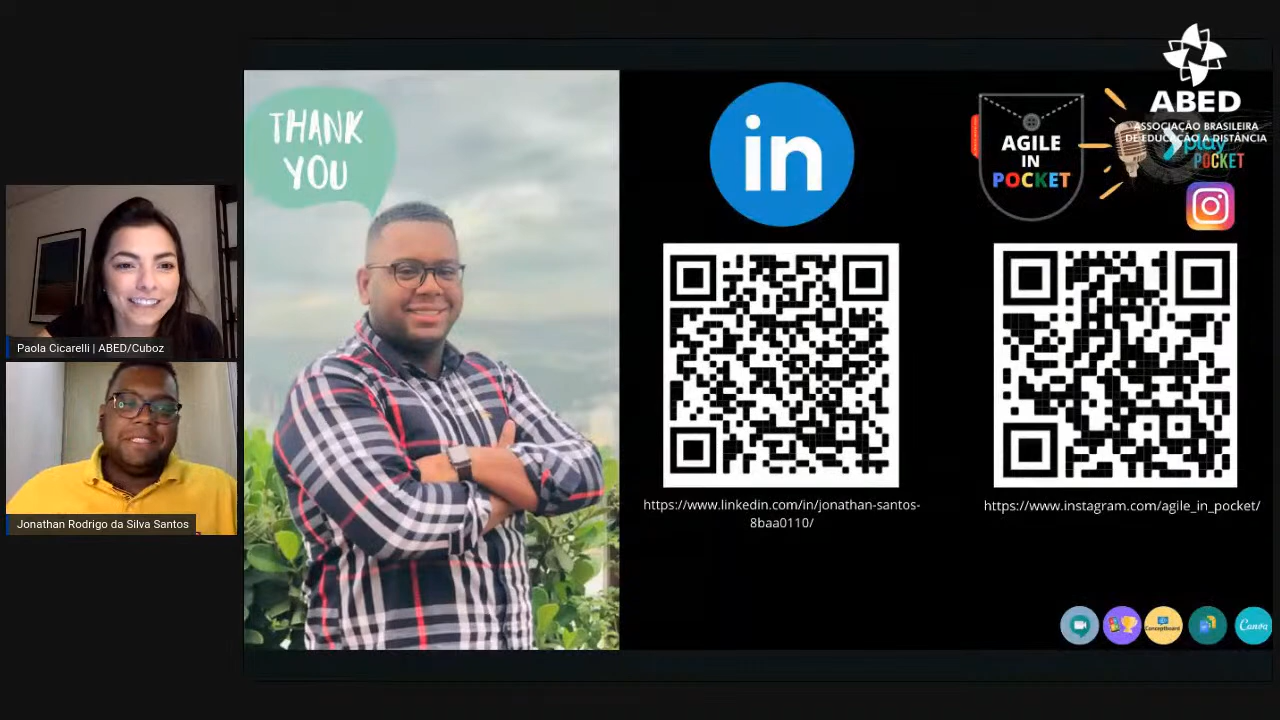 THANK
YOU
Paola Cicarelli | ABED/Cuboz
Jonathan Rodrigo da Silva Santos
in
https://www.linkedin.com/in/jonathan-santos-
8baa0110/
AGILE
IN
POCKET
ABED
ASSOCIAÇÃO BRASILEIRA
DE EDUCAÇÃO A DISTÂNCIA
play
POCKET
https://www.instagram.com/agile_in_pocket/
Conceptboard
Canva